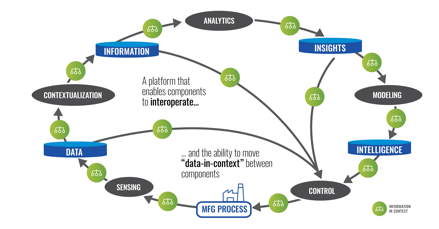 ANALYTICS
INFORMATION
INSIGHTS
A platform that
enables components
to interoperate...
CONTEXTUALIZATION
MODELING
DATA
... and the ability to move
"data-in-context" between
components
INTELLIGENCE
SENSING
CONTROL
MFG PROCESS
INFORMATION
IN CONTEXT